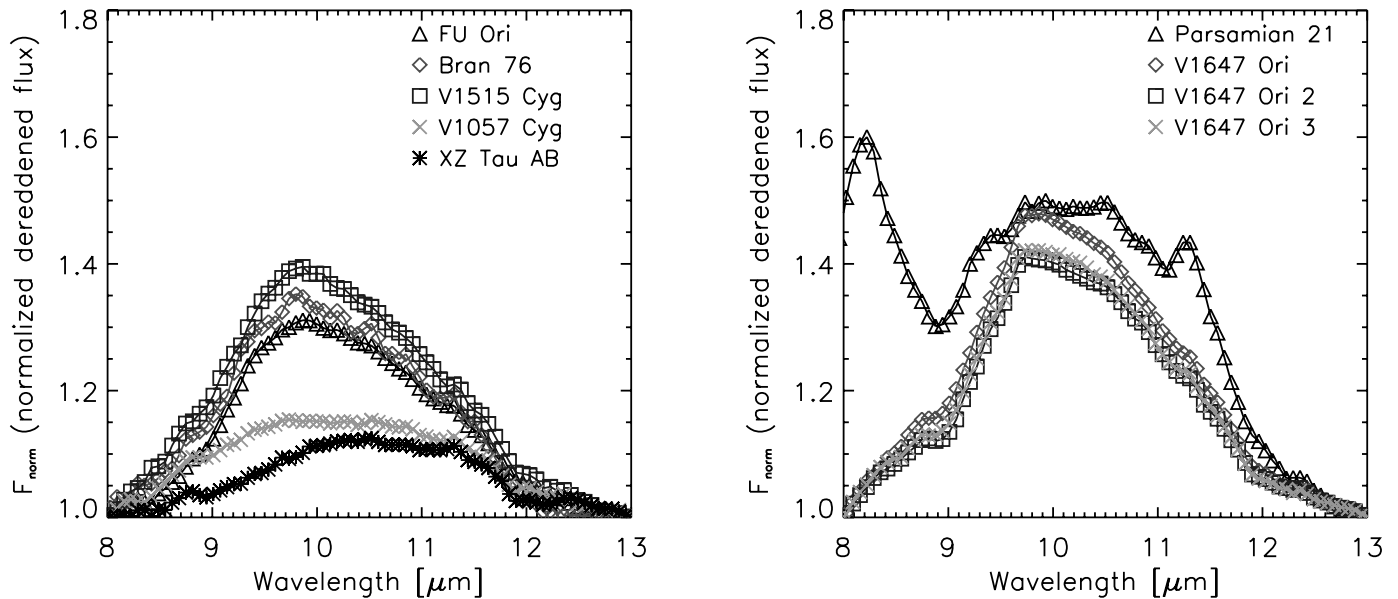 F_norm (normalized dereddened flux)
1.8
1.6
1.4
1.2
1.0
FU Ori
Bran 76
V1515 Cyg
V1057 Cyg
XZ Tau AB
8 9 10 11 12 13
Wavelength [μm]
F_norm (normalized dereddened flux)
1.8
1.6
1.4
1.2
1.0
Parsamian 21
V1647 Ori
V1647 Ori 2
V1647 Ori 3
8 9 10 11 12 13
Wavelength [μm]